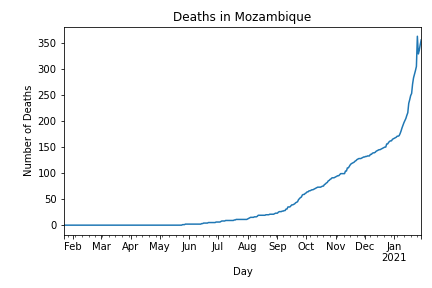 Deaths in Mozambique
Number of Deaths
350
300
250
200
150
100
50
0
Feb Mar Apr May Jun Jul Aug Sep Oct Nov Dec Jan
2021
Day